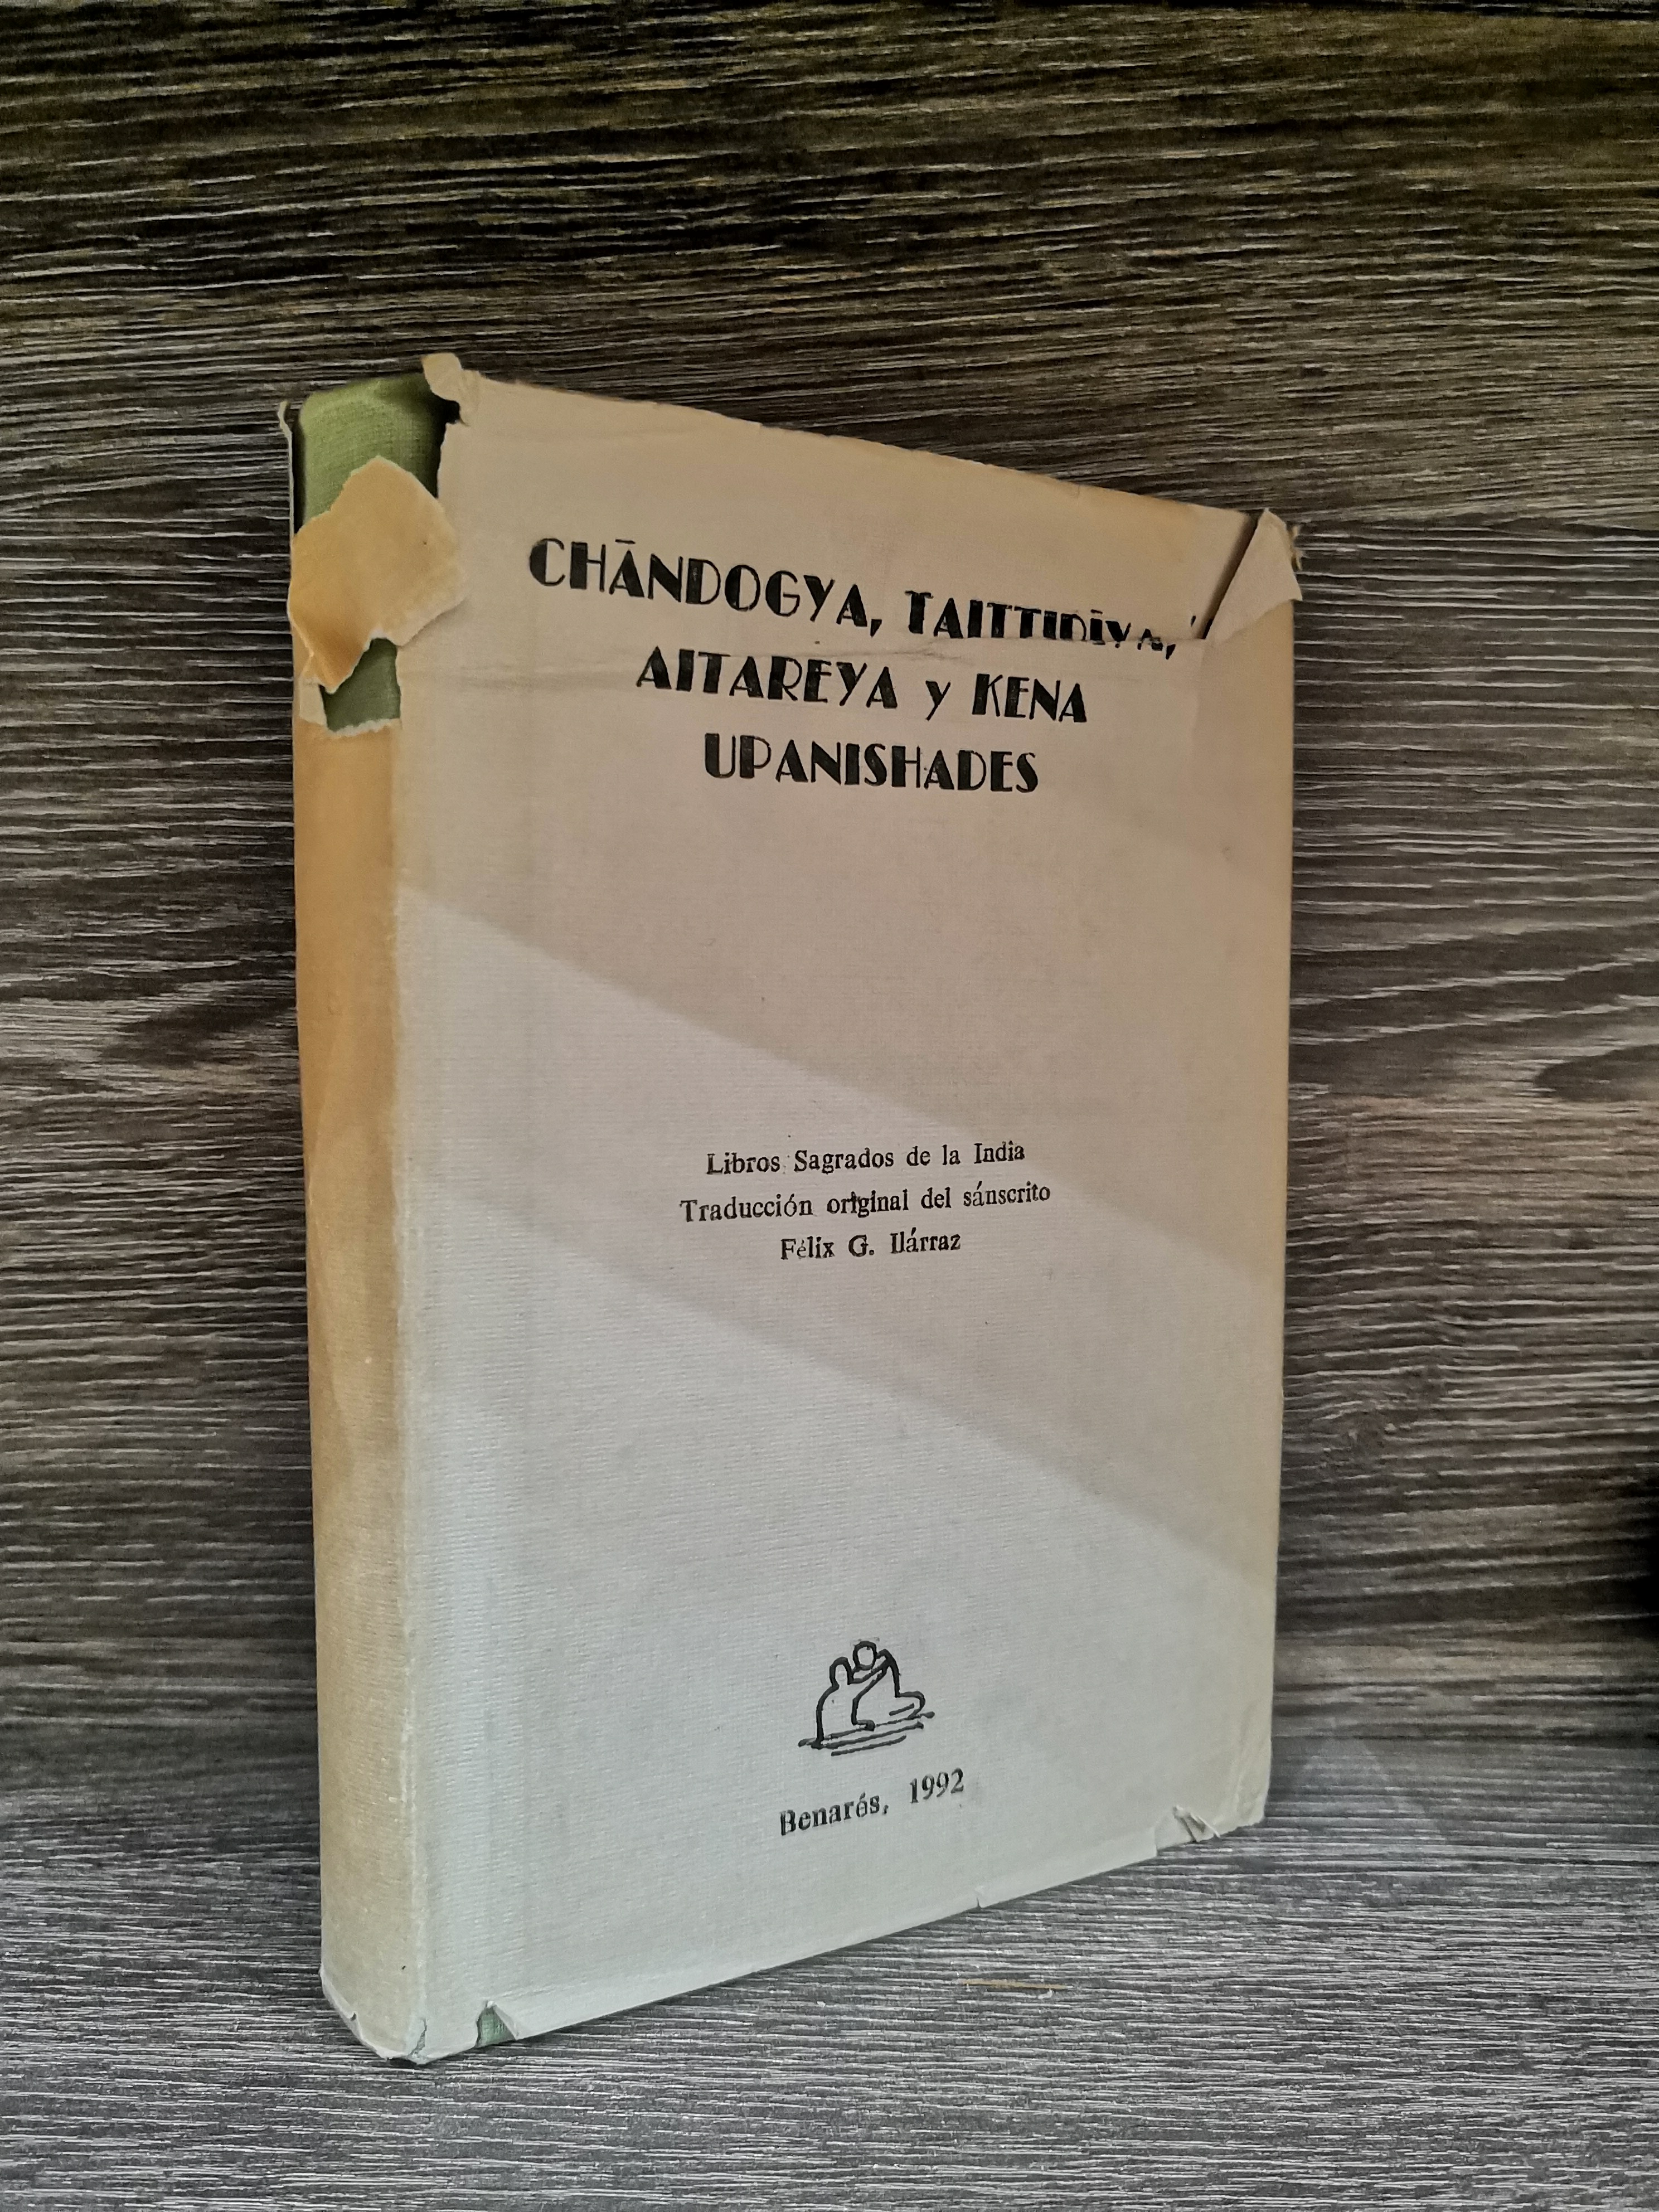 CHĀNDOGYA, TAITTIRĪYA,
AITAREYA y KENA
UPANISHADES
Libros Sagrados de la India
Traducción original del sánscrito
Félix G. Ilárraz
Benarés, 1992